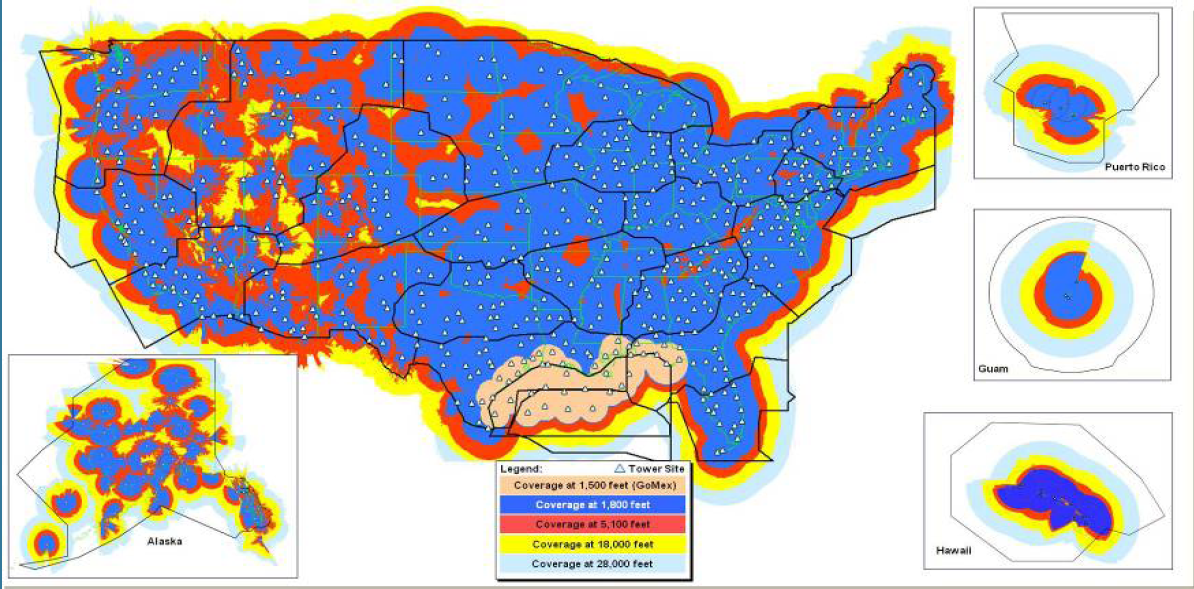 Puerto Rico
Guam
Alaska
Hawaii
Legend: Tower Site
Coverage at 1,500 feet (GoMex)
Coverage at 1,800 feet
Coverage at 5,100 feet
Coverage at 18,000 feet
Coverage at 28,000 feet